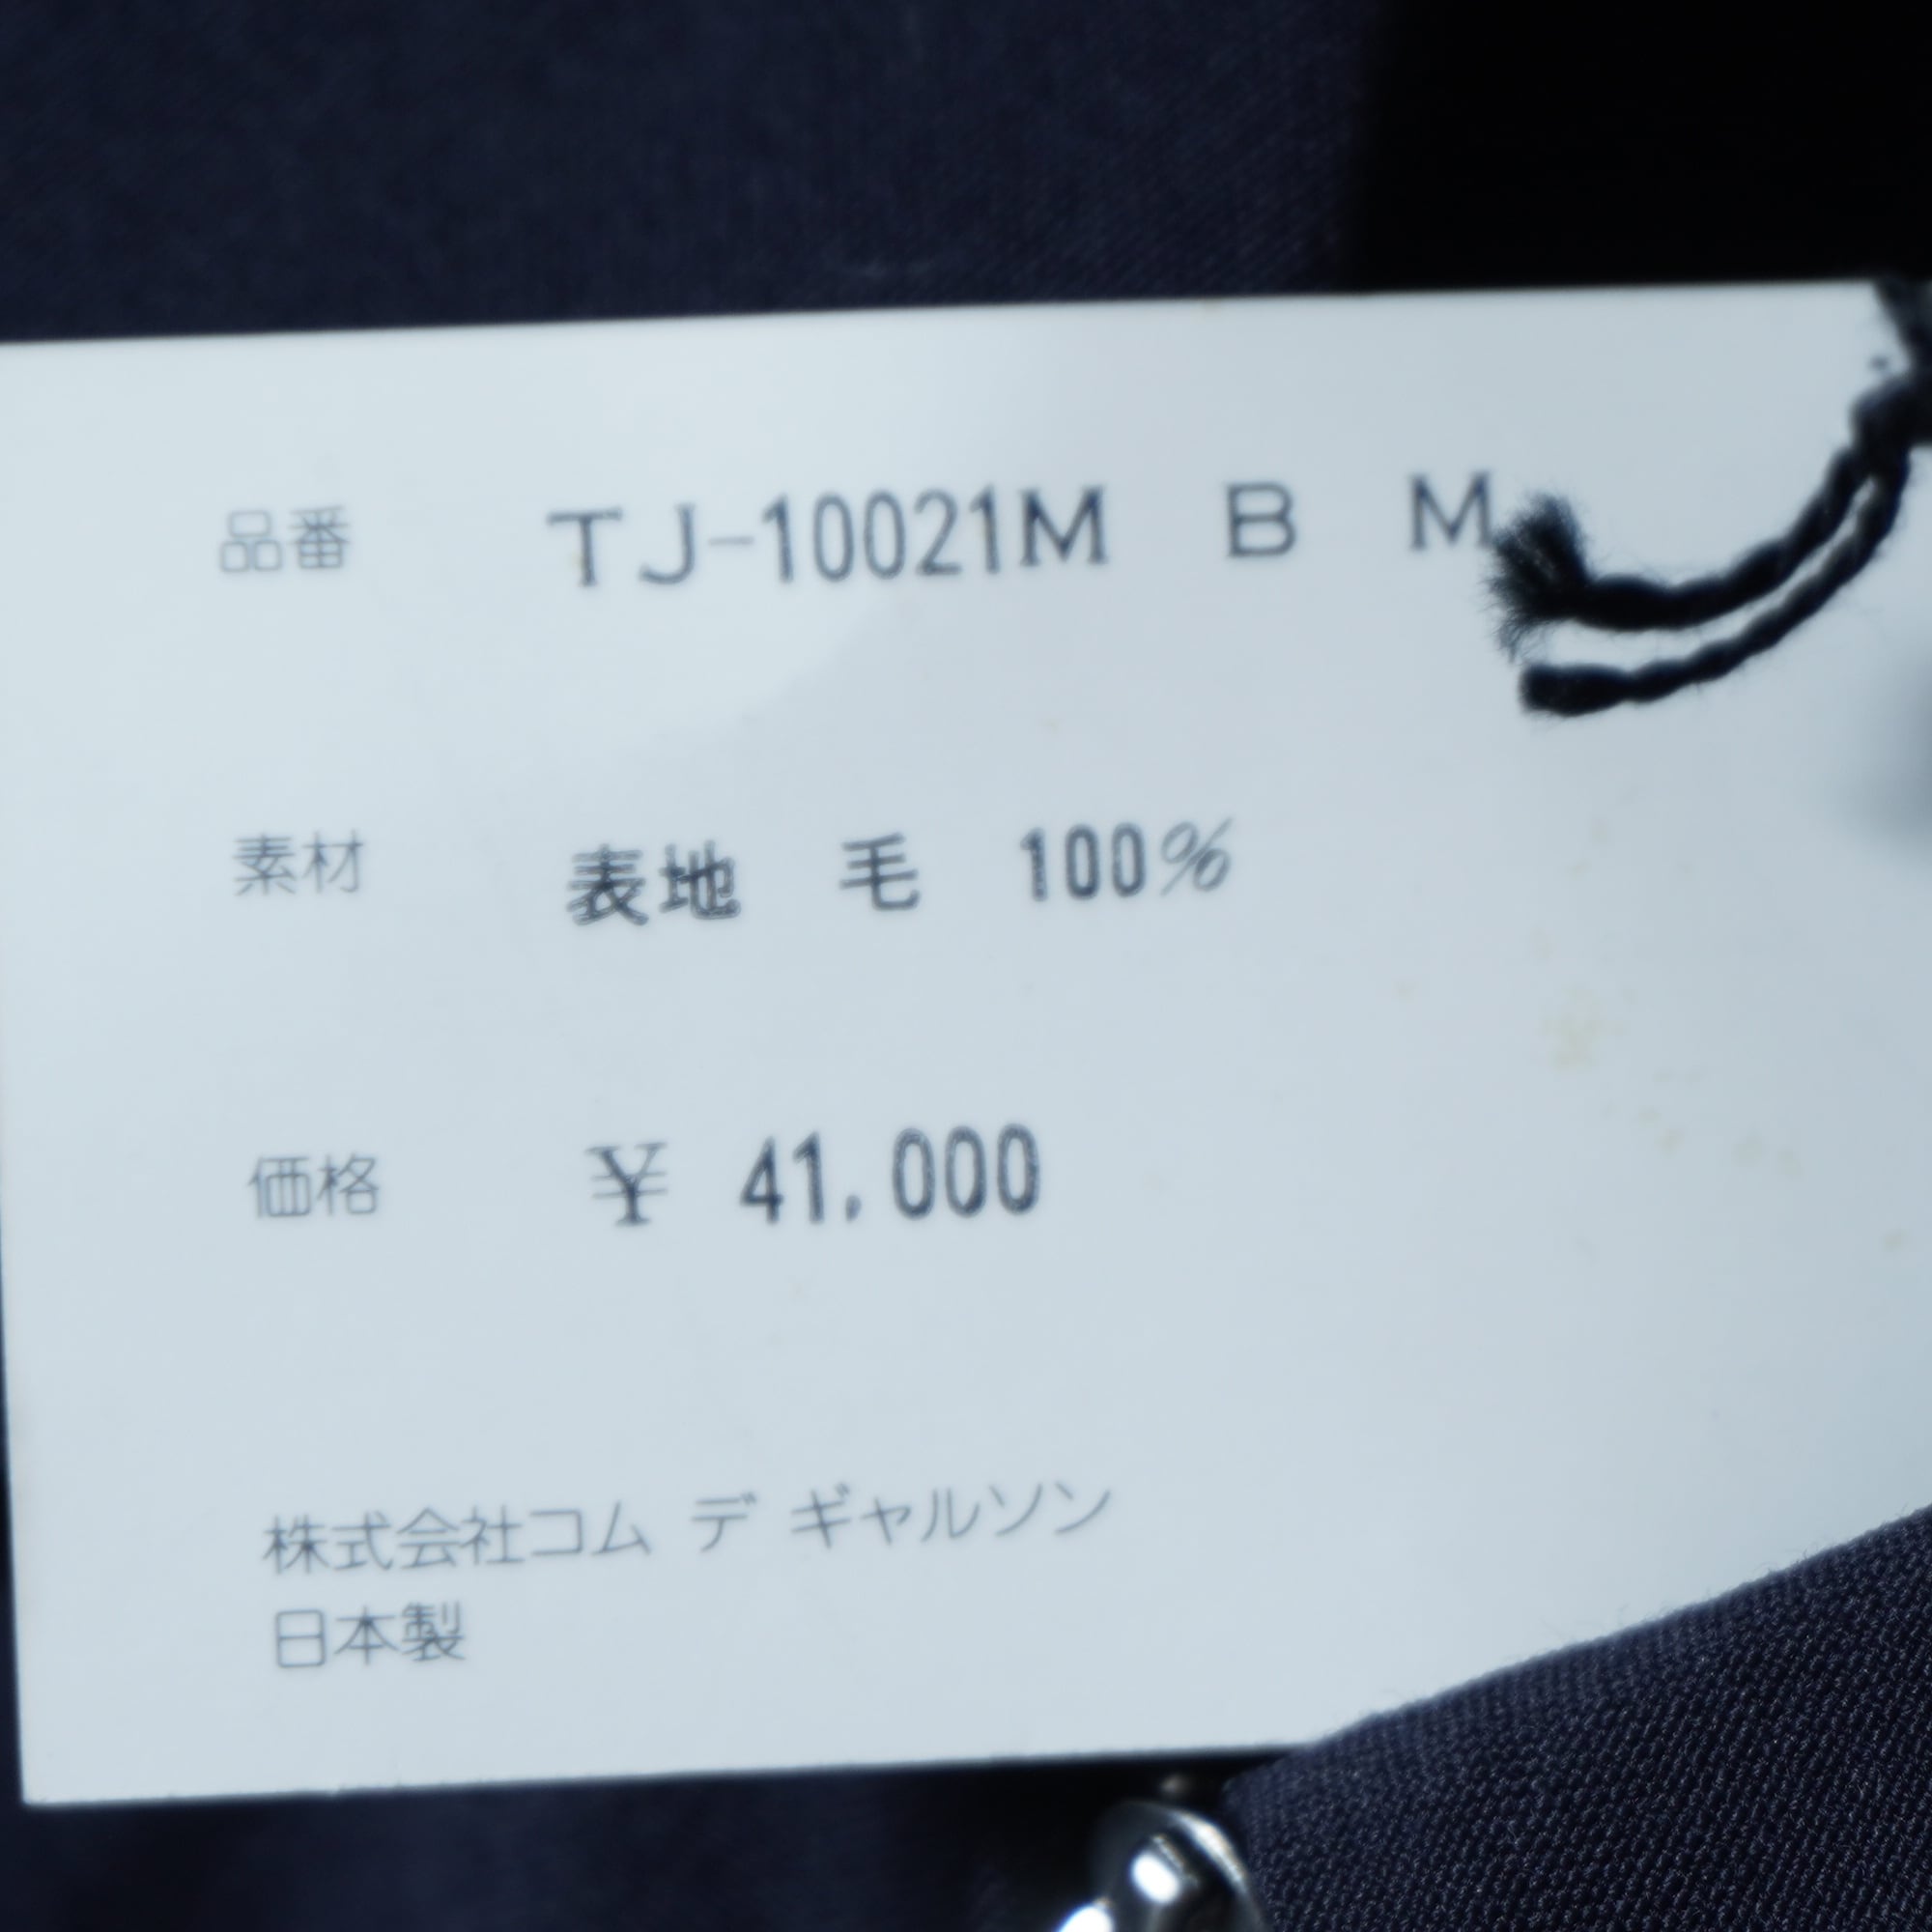 品番 TJ-10021M B M
素材 表地 毛 100%
価格 ¥ 41,000
株式会社コム デ ギャルソン
日本製